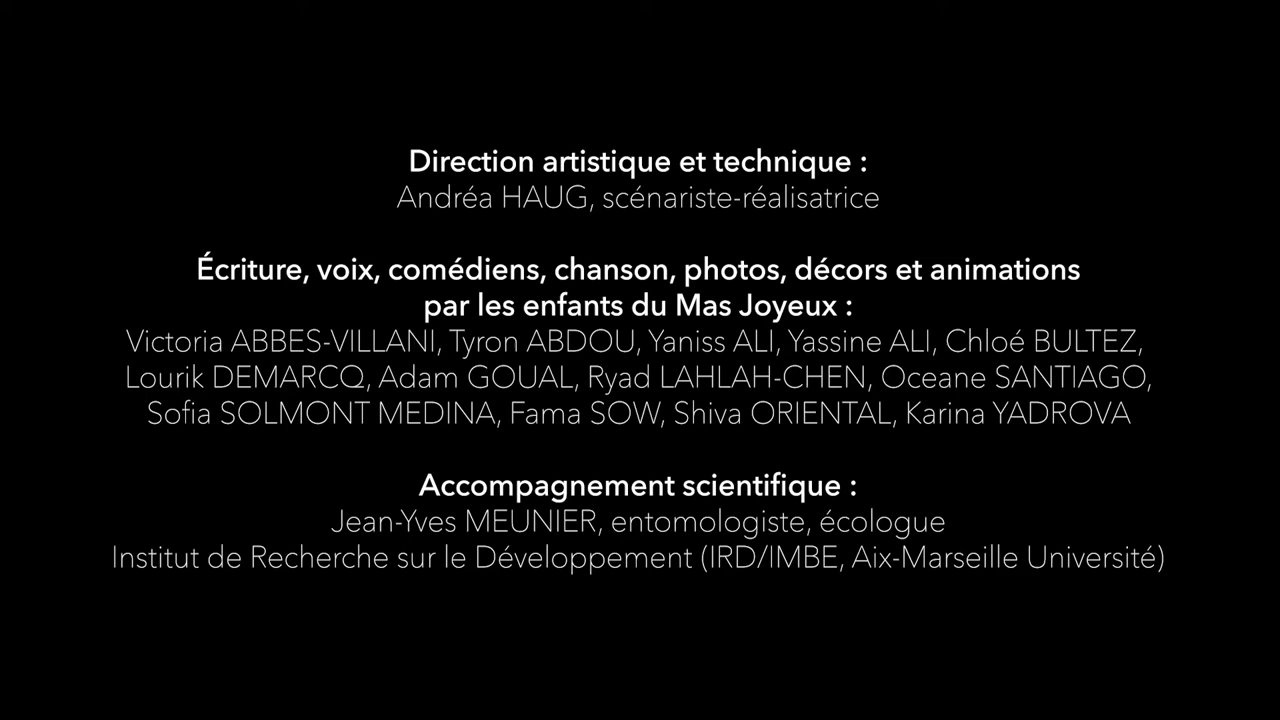 Direction artistique et technique :
Andréa HAUG, scénariste-réalisatrice
Écriture, voix, comédiens, chanson, photos, décors et animations
par les enfants du Mas Joyeux :
Victoria ABBES-VILLANI, Tyron ABDOU, Yaniss ALI, Yassine ALI, Chloé BULTEZ,
Lourik DEMARCQ, Adam GOUAL, Ryad LAHLAH-CHEN, Oceane SANTIAGO,
Sofia SOLMONT MEDINA, Fama SOW, Shiva ORIENTAL, Karina YADROVA
Accompagnement scientifique :
Jean-Yves MEUNIER, entomologiste, écologue
Institut de Recherche sur le Développement (IRD/IMBE, Aix-Marseille Université)